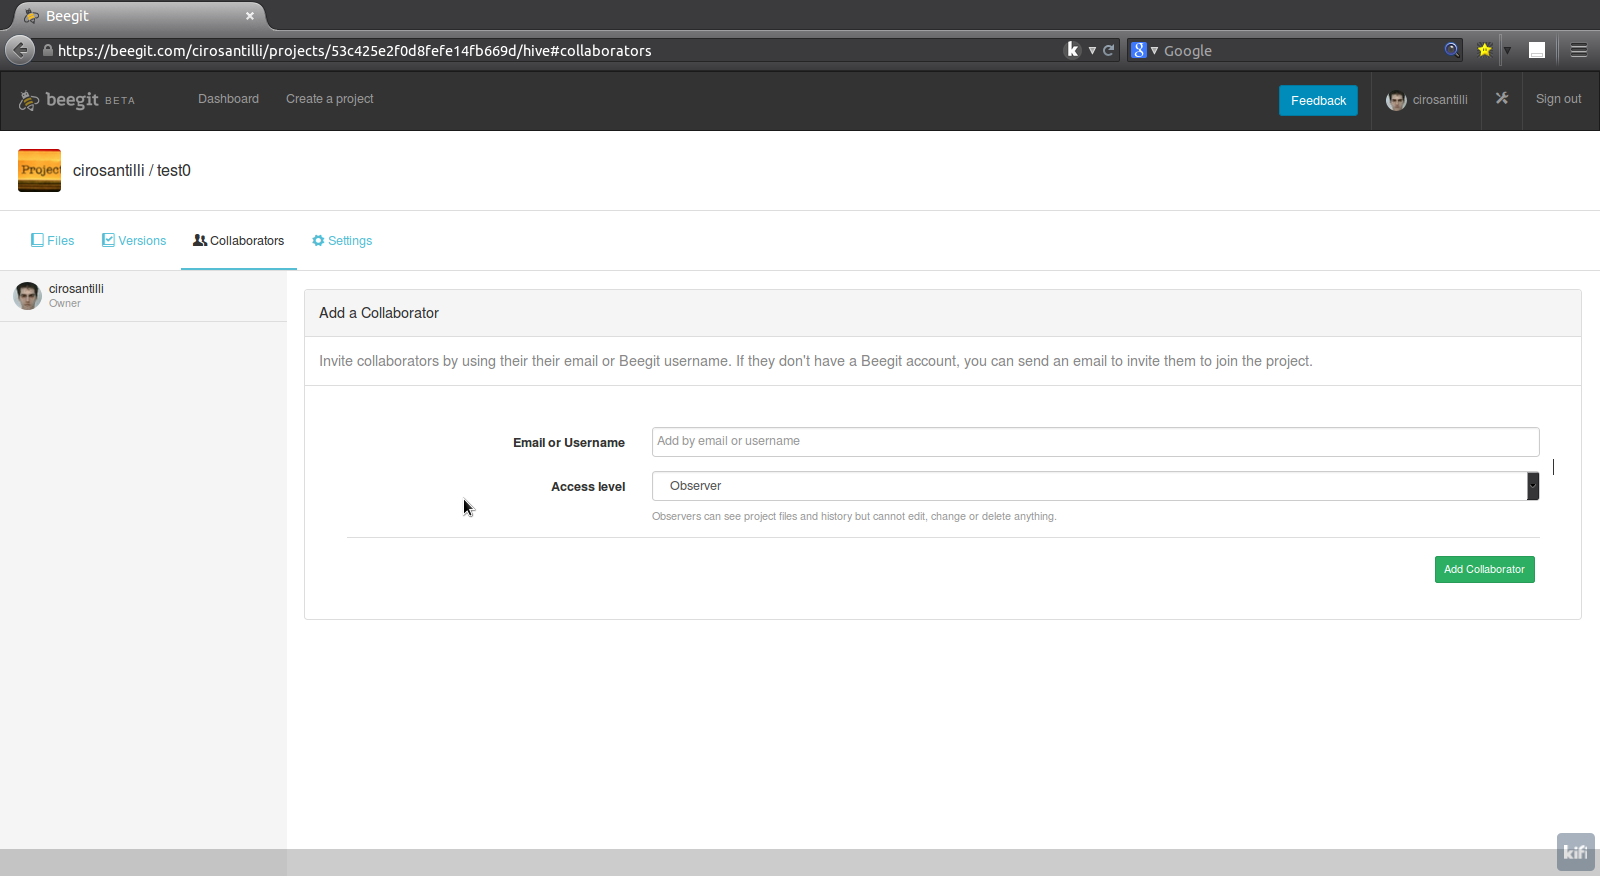 Beegit
https://beegit.com/cirosantilli/projects/53c425e2f0d8fefe14fb669d/hive#collaborators
k
g
Google
beegit BETA
Dashboard
Create a project
Feedback
cirosantilli
Sign out
Project
cirosantilli / test0
Files
Versions
Collaborators
Settings
cirosantilli
Owner
Add a Collaborator
Invite collaborators by using their their email or Beegit username. If they don't have a Beegit account, you can send an email to invite them to join the project.
Email or Username
Add by email or username
Access level
Observer
Observers can see project files and history but cannot edit, change or delete anything.
Add Collaborator
kifi